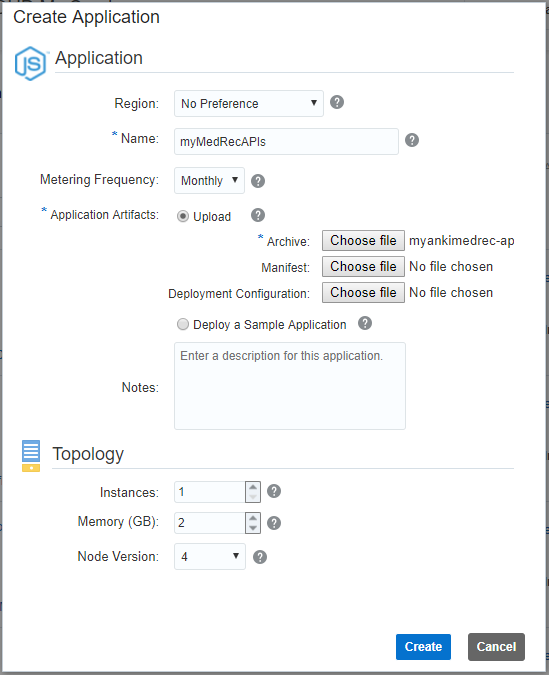 Create Application
JS
Application
Region: No Preference
* Name: myMedRecAPIs
Metering Frequency: Monthly
* Application Artifacts: Upload
* Archive: Choose file myankimedrec-ap
Manifest: Choose file No file chosen
Deployment Configuration: Choose file No file chosen
Deploy a Sample Application
Enter a description for this application.
Notes:
Topology
Instances: 1
Memory (GB): 2
Node Version: 4
Create Cancel